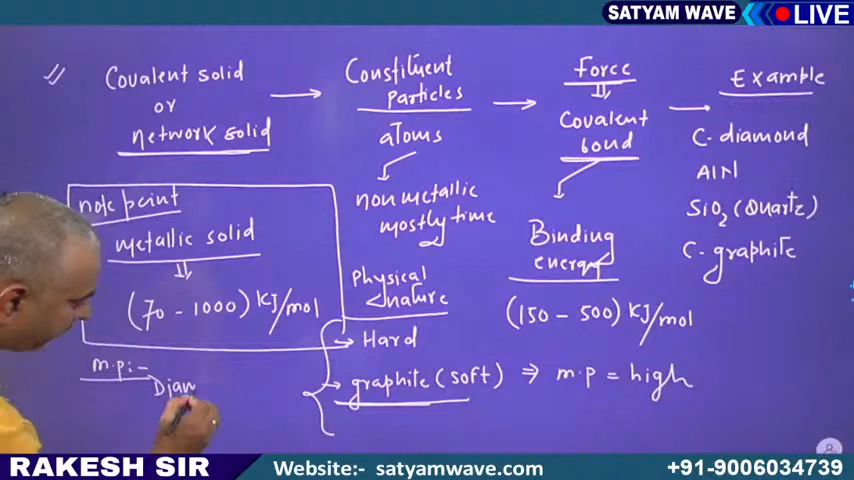 SATYAM WAVE LIVE
Covalent solid
or
network solid
Constituent
particles
atoms
non metallic
mostly time
Physical
nature
Hard
graphite (soft) ⇒ m.p = high
Force
Covalent
bond
Binding
energy
(150 - 500) KJ/mol
Example
C-diamond
AlN
SiO₂ (Quartz)
C-graphite
note point
metallic solid
(70 - 1000) KJ/mol
m.p:-
Diam
RAKESH SIR
Website:- satyamwave.com
+91-9006034739